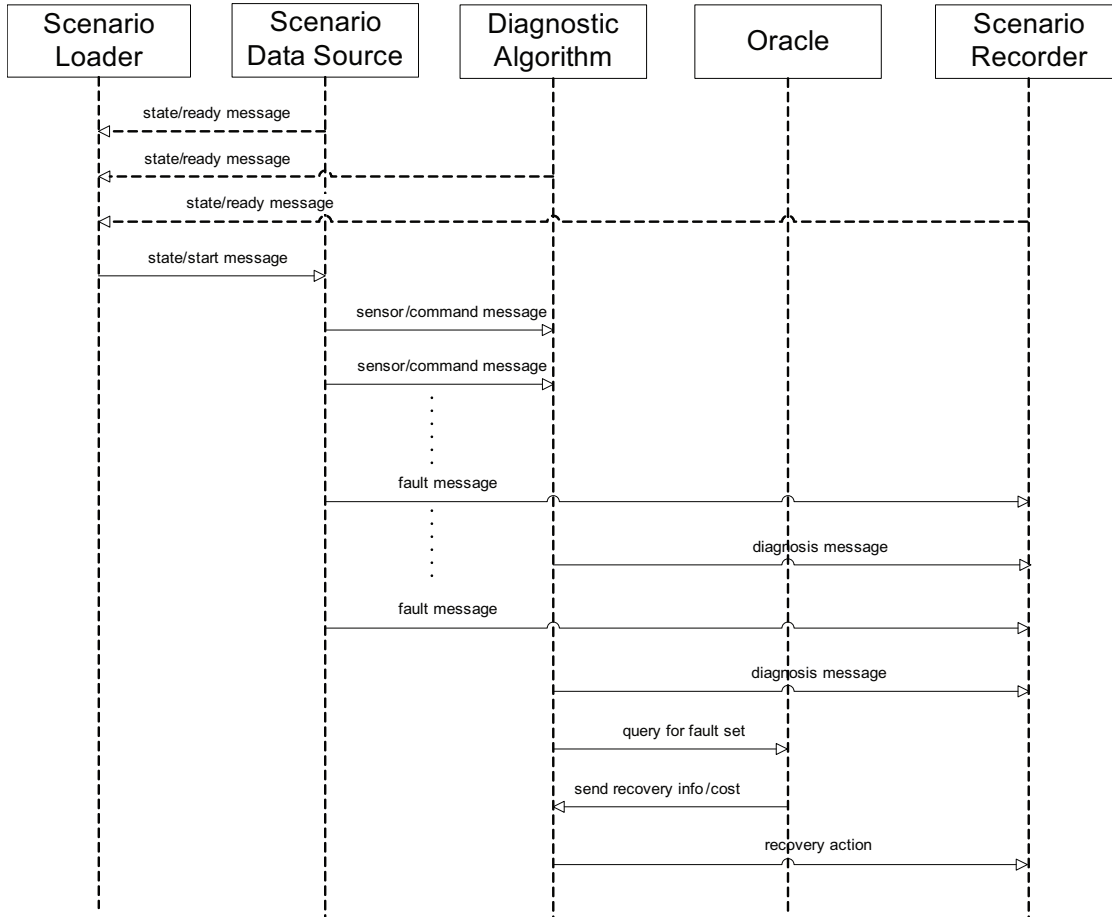 Scenario
Loader
Scenario
Data Source
Diagnostic
Algorithm
Oracle
Scenario
Recorder
state/ready message
state/ready message
state/ready message
state/start message
sensor/command message
sensor/command message
fault message
diagnosis message
fault message
diagnosis message
query for fault set
send recovery info/cost
recovery action